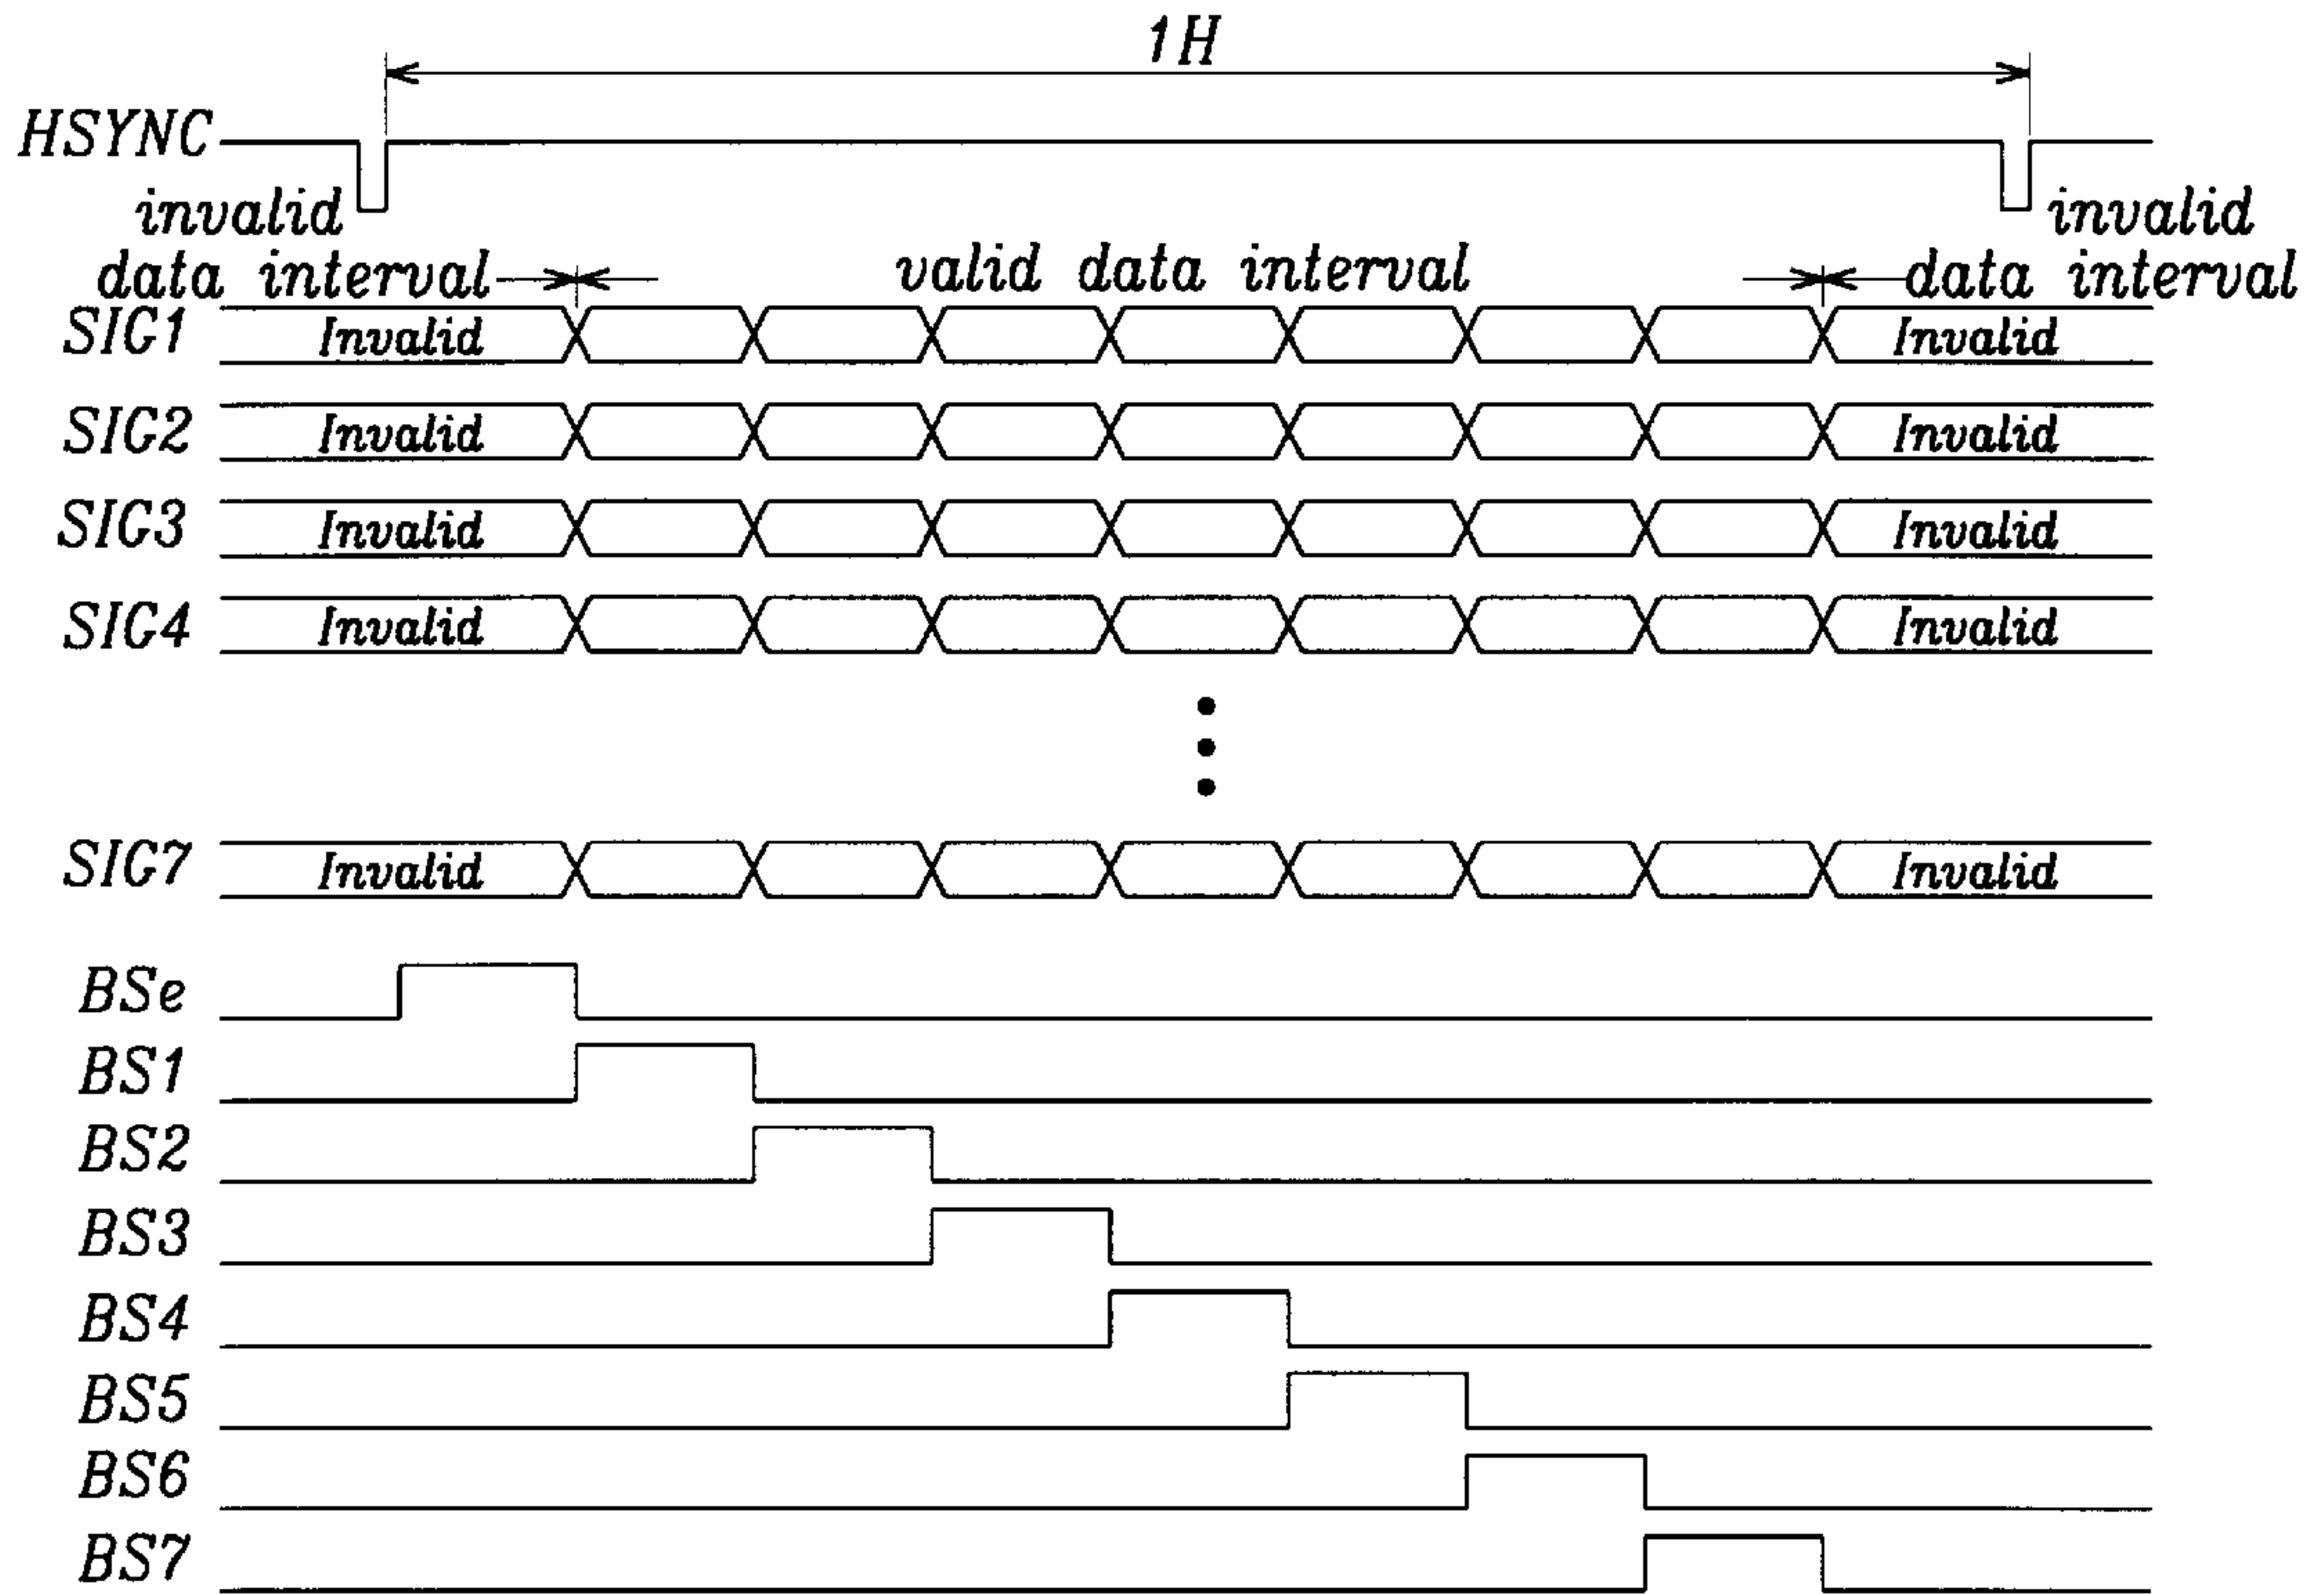 1H
HSYNC
invalid invalid
data interval valid data interval data interval
SIG1 Invalid Invalid
SIG2 Invalid Invalid
SIG3 Invalid Invalid
SIG4 Invalid Invalid
SIG7 Invalid Invalid
BSe
BS1
BS2
BS3
BS4
BS5
BS6
BS7